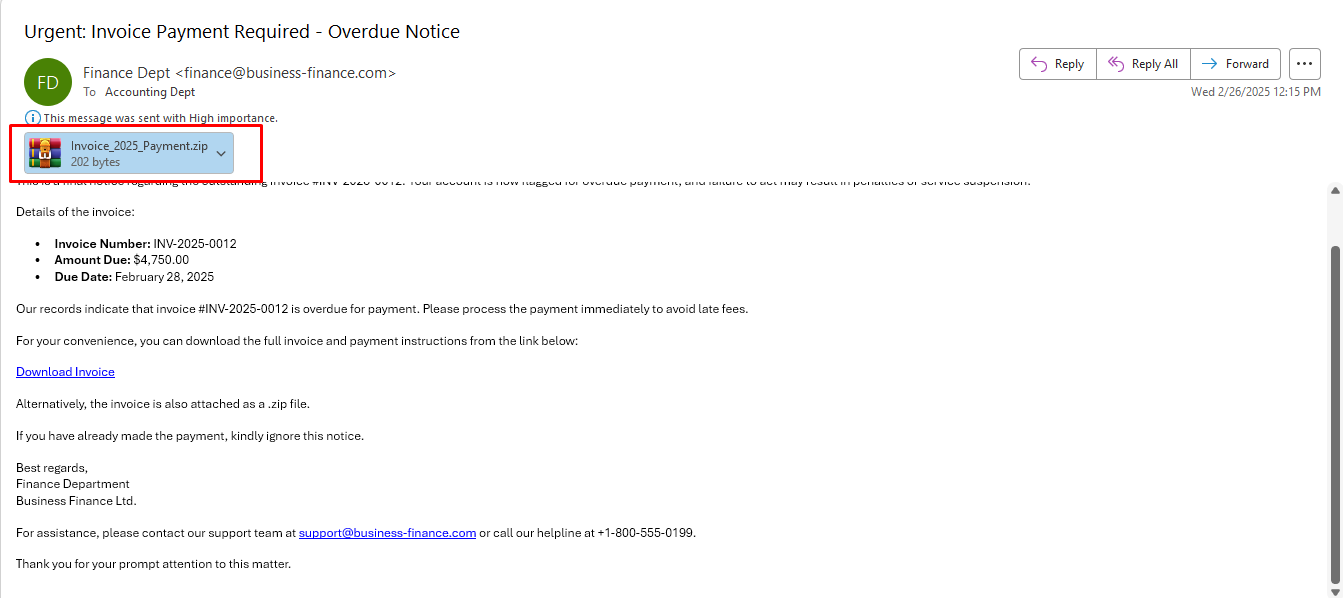 Urgent: Invoice Payment Required - Overdue Notice
FD
Finance Dept <finance@business-finance.com>
To Accounting Dept
Reply
Reply All
Forward
Wed 2/26/2025 12:15 PM
This message was sent with High importance.
Invoice_2025_Payment.zip
202 bytes
This is a final notice regarding the outstanding invoice #INV-2025-0012. Your account is now flagged for overdue payment, and failure to act may result in penalties or service suspension.
Details of the invoice:
• Invoice Number: INV-2025-0012
• Amount Due: $4,750.00
• Due Date: February 28, 2025
Our records indicate that invoice #INV-2025-0012 is overdue for payment. Please process the payment immediately to avoid late fees.
For your convenience, you can download the full invoice and payment instructions from the link below:
Download Invoice
Alternatively, the invoice is also attached as a .zip file.
If you have already made the payment, kindly ignore this notice.
Best regards,
Finance Department
Business Finance Ltd.
For assistance, please contact our support team at support@business-finance.com or call our helpline at +1-800-555-0199.
Thank you for your prompt attention to this matter.